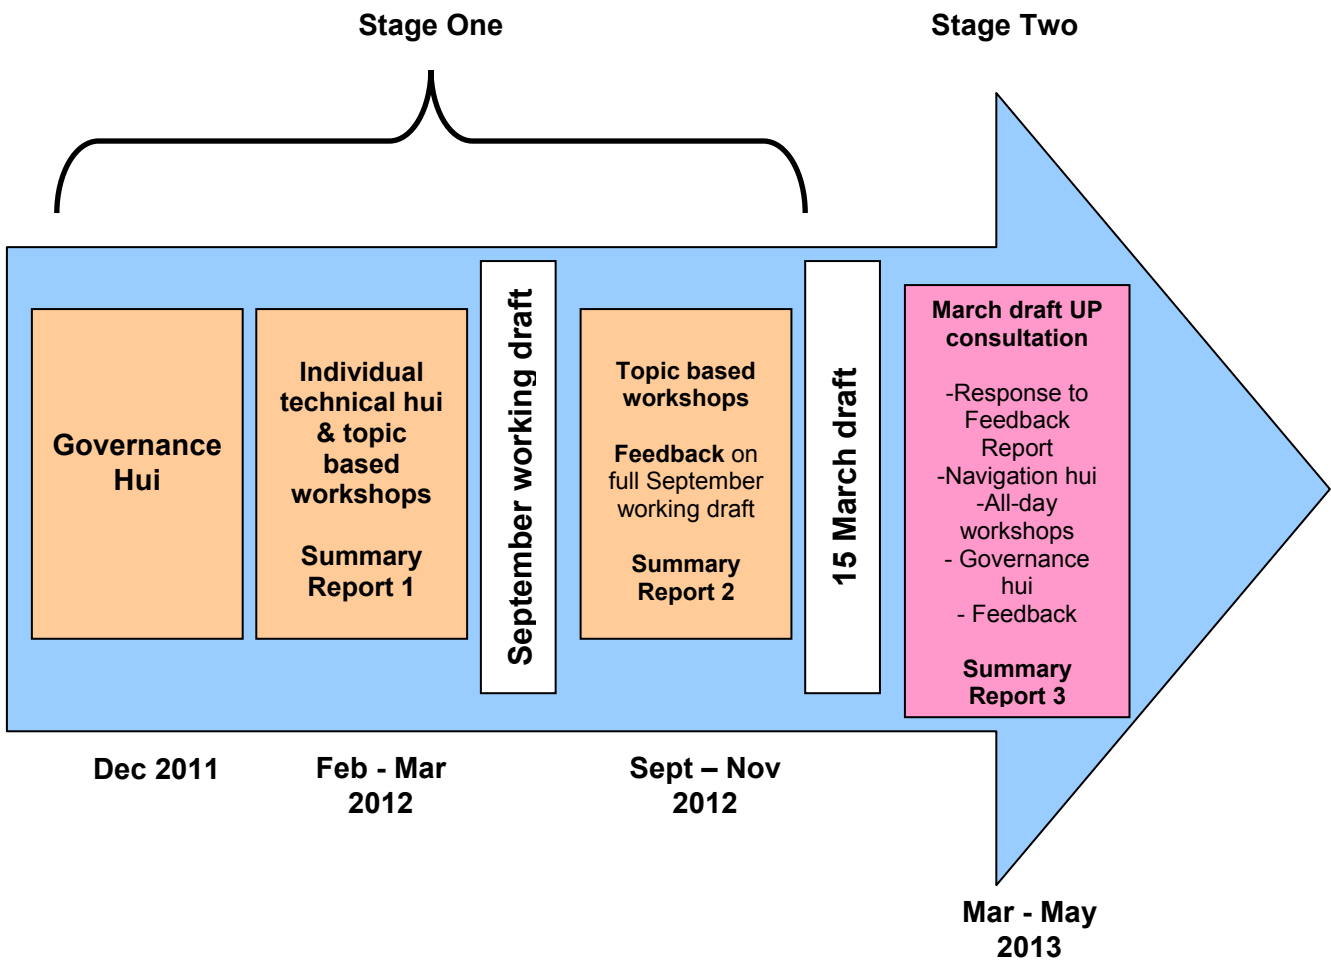 Stage One
Stage Two
Governance
Hui
Individual
technical hui
& topic
based
workshops
Summary
Report 1
September working draft
Topic based
workshops
Feedback on
full September
working draft
Summary
Report 2
15 March draft
March draft UP
consultation
-Response to
Feedback
Report
-Navigation hui
-All-day
workshops
- Governance
hui
- Feedback
Summary
Report 3
Dec 2011
Feb - Mar
2012
Sept – Nov
2012
Mar - May
2013